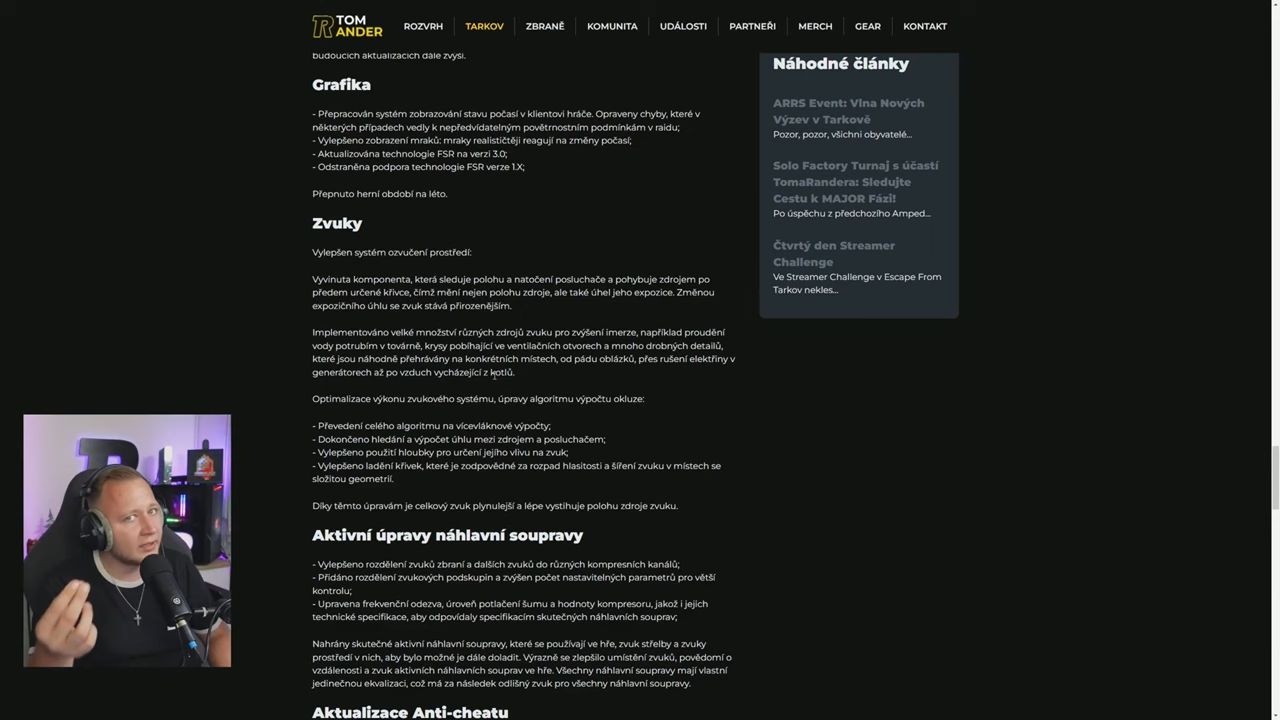 TOM
RANDER
ROZVRH
TARKOV
ZBRANĚ
KOMUNITA
UDÁLOSTI
PARTNEŘI
MERCH
GEAR
KONTAKT
budoucích aktualizacích dále zvýší.
Grafika
- Přepracován systém zobrazování stavu počasí v klientovi hráče. Opraveny chyby, které v
některých případech vedly k nepředvídatelným povětrnostním podmínkám v raidu;
- Vylepšeno zobrazení mraků: mraky realističtěji reagují na změny počasí;
- Aktualizována technologie FSR na verzi 3.0;
- Odstraněna podpora technologie FSR verze 1.X;
Přepnuto herní období na léto.
Zvuky
Vylepšen systém ozvučení prostředí:
Vyvinuta komponenta, která sleduje polohu a natočení posluchače a pohybuje zdrojem po
předem určené křivce, čímž mění nejen polohu zdroje, ale také úhel jeho expozice. Změnou
expozičního úhlu se zvuk stává přirozenějším.
Implementováno velké množství různých zdrojů zvuku pro zvýšení imerze, například proudění
vody potrubím v továrně, krysy pobíhající ve ventilačních otvorech a mnoho drobných detailů,
které jsou náhodně přehrávány na konkrétních místech, od pádu oblázků, přes rušení elektřiny v
generátorech až po vzduch vycházející z kotlů.
Optimalizace výkonu zvukového systému, úpravy algoritmu výpočtu okluze:
- Převedení celého algoritmu na vícevláknové výpočty;
- Dokončeno hledání a výpočet úhlu mezi zdrojem a posluchačem;
- Vylepšeno použití hloubky pro určení jejího vlivu na zvuk;
- Vylepšeno ladění křivek, které je zodpovědné za rozpad hlasitosti a šíření zvuku v místech se
složitou geometrií.
Díky těmto úpravám je celkový zvuk plynulejší a lépe vystihuje polohu zdroje zvuku.
Aktivní úpravy náhlavní soupravy
- Vylepšeno rozdělení zvuků zbraní a dalších zvuků do různých kompresních kanálů;
- Přidáno rozdělení zvukových podskupin a zvýšen počet nastavitelných parametrů pro větší
kontrolu;
- Upravena frekvenční odezva, úroveň potlačení šumu a hodnoty kompresoru, jakož i jejich
technické specifikace, aby odpovídaly specifikacím skutečných náhlavních souprav;
Nahrány skutečné aktivní náhlavní soupravy, které se používají ve hře, zvuk střelby a zvuky
prostředí v nich, aby bylo možné je dále doladit. Výrazně se zlepšilo umístění zvuků, povědomí o
vzdálenosti a zvuk aktivních náhlavních souprav ve hře. Všechny náhlavní soupravy mají vlastní
jedinečnou ekvalizaci, což má za následek odlišný zvuk pro všechny náhlavní soupravy.
Aktualizace Anti-cheatu
Náhodné články
ARRS Event: Vlna Nových
Výzev v Tarkově
Pozor, pozor, všichni obyvatelé...
Solo Factory Turnaj s účastí
TomaRandera: Sledujte
Cestu k MAJOR Fázi!
Po úspěchu z předchozího Amped...
Čtvrtý den Streamer
Challenge
Ve Streamer Challenge v Escape From
Tarkov nekles...